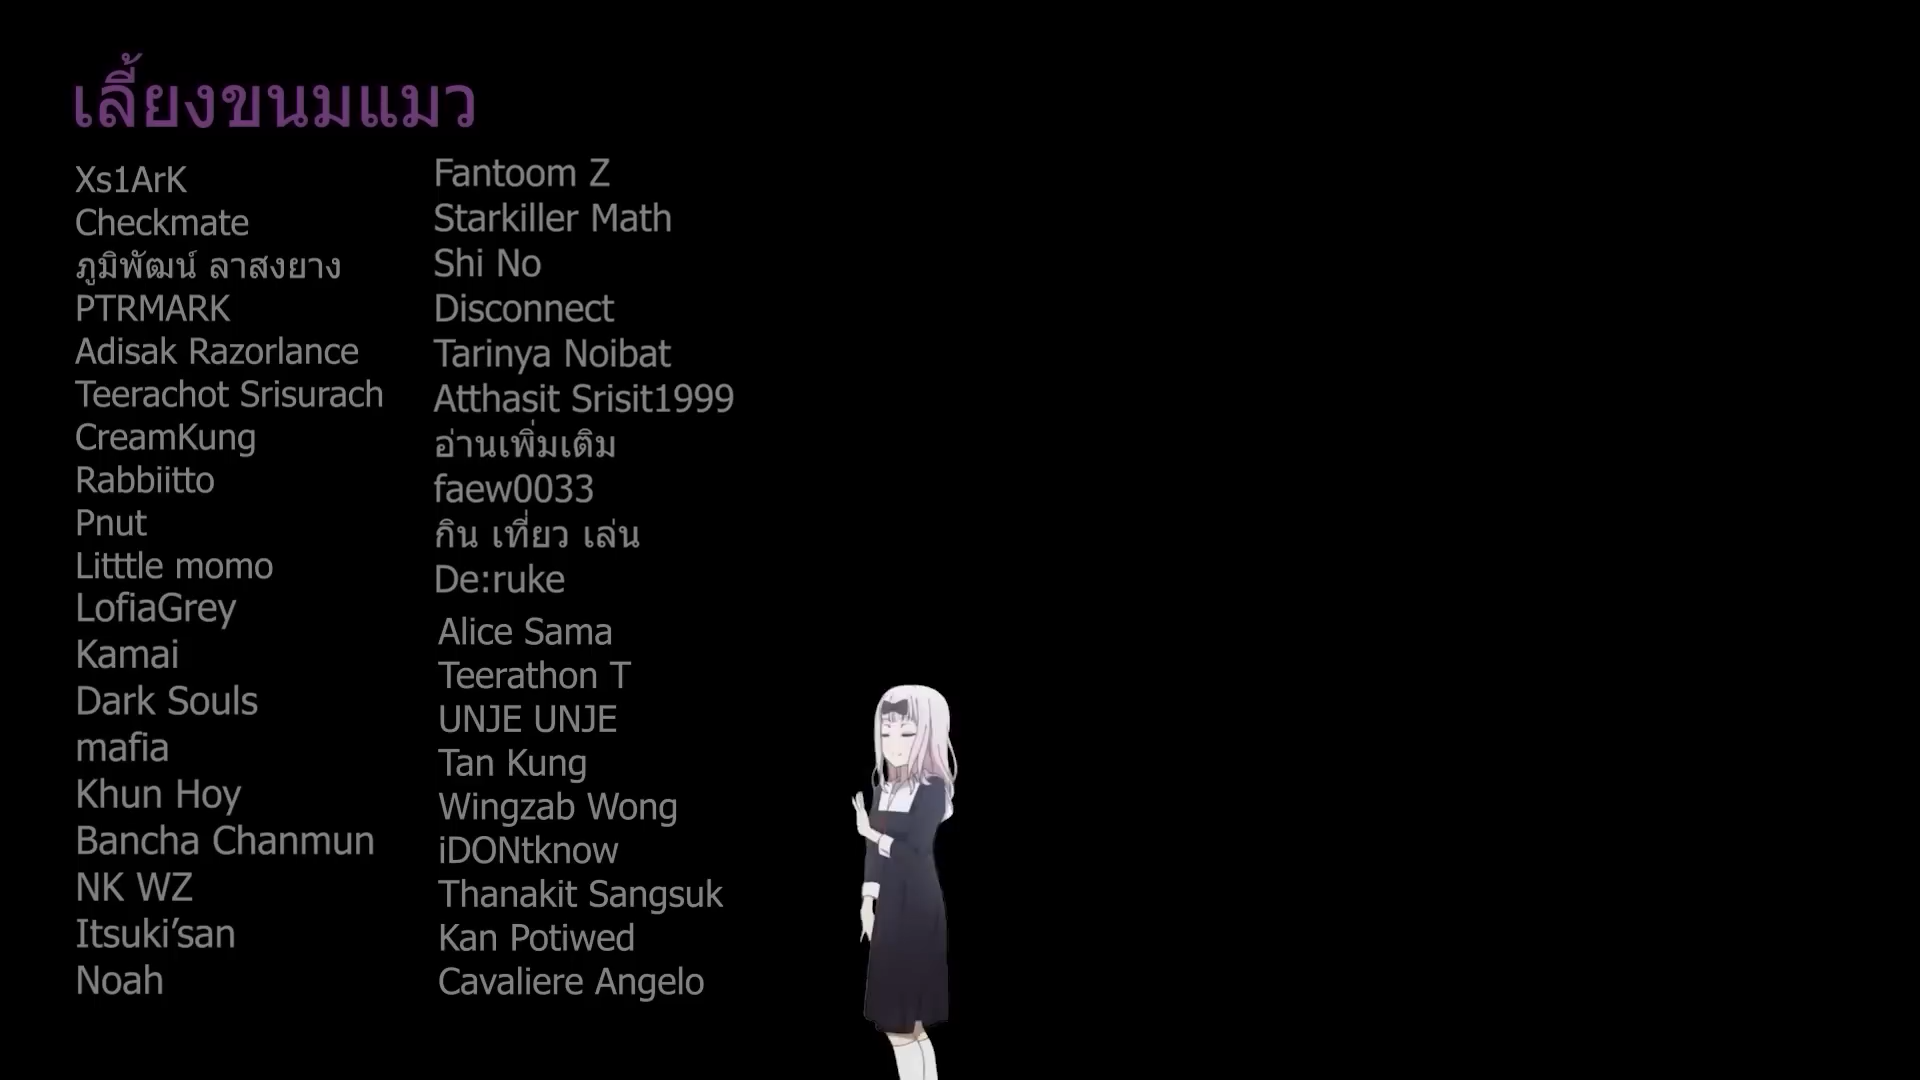 เลี้ยงขนมแมว
Xs1ArK
Checkmate
ภูมิพัฒน์ ลาสงยาง
PTRMARK
Adisak Razorlance
Teerachot Srisurach
CreamKung
Rabbiitto
Pnut
Litttle momo
LofiaGrey
Kamai
Dark Souls
mafia
Khun Hoy
Bancha Chanmun
NK WZ
Itsuki’san
Noah
Fantoom Z
Starkiller Math
Shi No
Disconnect
Tarinya Noibat
Atthasit Srisit1999
อ่านเพิ่มเติม
faew0033
กิน เที่ยว เล่น
De:ruke
Alice Sama
Teerathon T
UNJE UNJE
Tan Kung
Wingzab Wong
iDONtknow
Thanakit Sangsuk
Kan Potiwed
Cavaliere Angelo